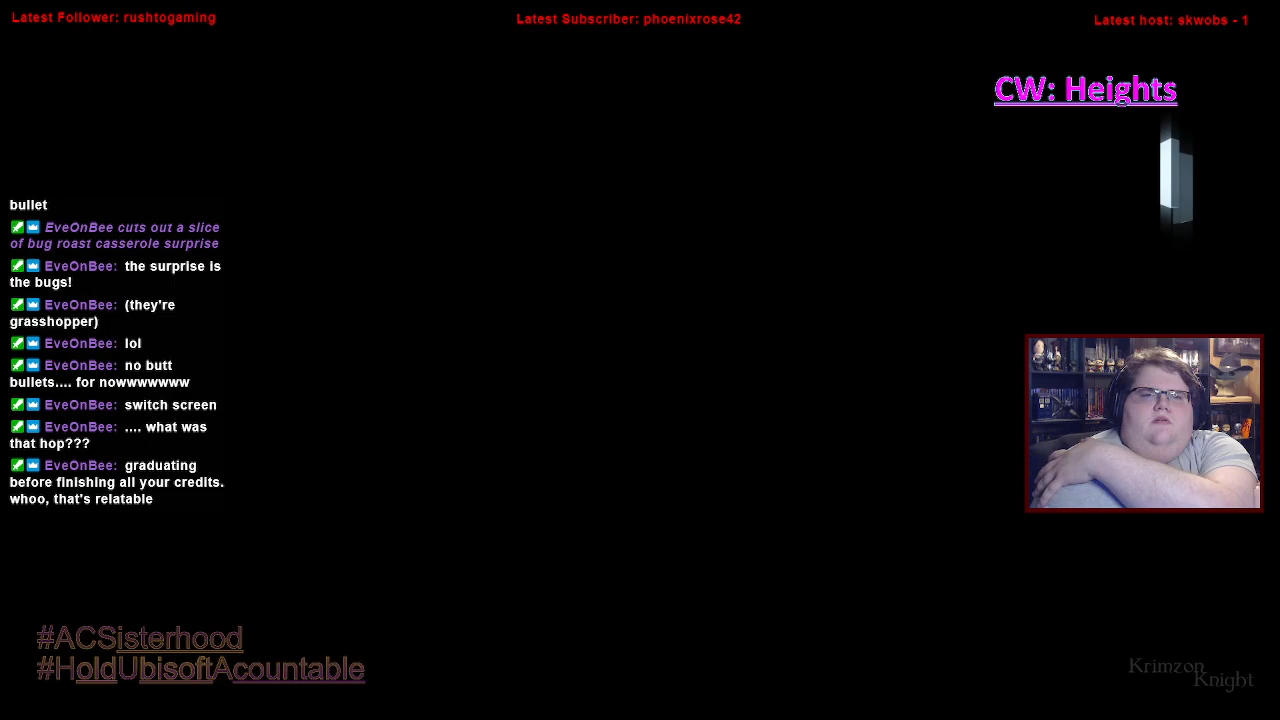 Latest Follower: rushtogaming
Latest Subscriber: phoenixrose42
Latest host: skwobs - 1
CW: Heights
bullet
EveOnBee cuts out a slice
of bug roast casserole surprise
EveOnBee: the surprise is
the bugs!
EveOnBee: (they're
grasshopper)
EveOnBee: lol
EveOnBee: no butt
bullets.... for nowwwwwww
EveOnBee: switch screen
EveOnBee: .... what was
that hop???
EveOnBee: graduating
before finishing all your credits.
whoo, that's relatable
#ACSisterhood
#HoldUbisoftAcountable
Krimzon
Knight